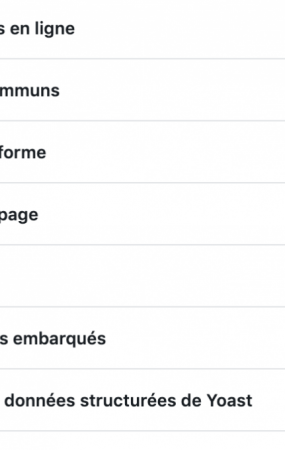 s en ligne
mmuns
forme
page
s embarqués
données structurées de Yoast